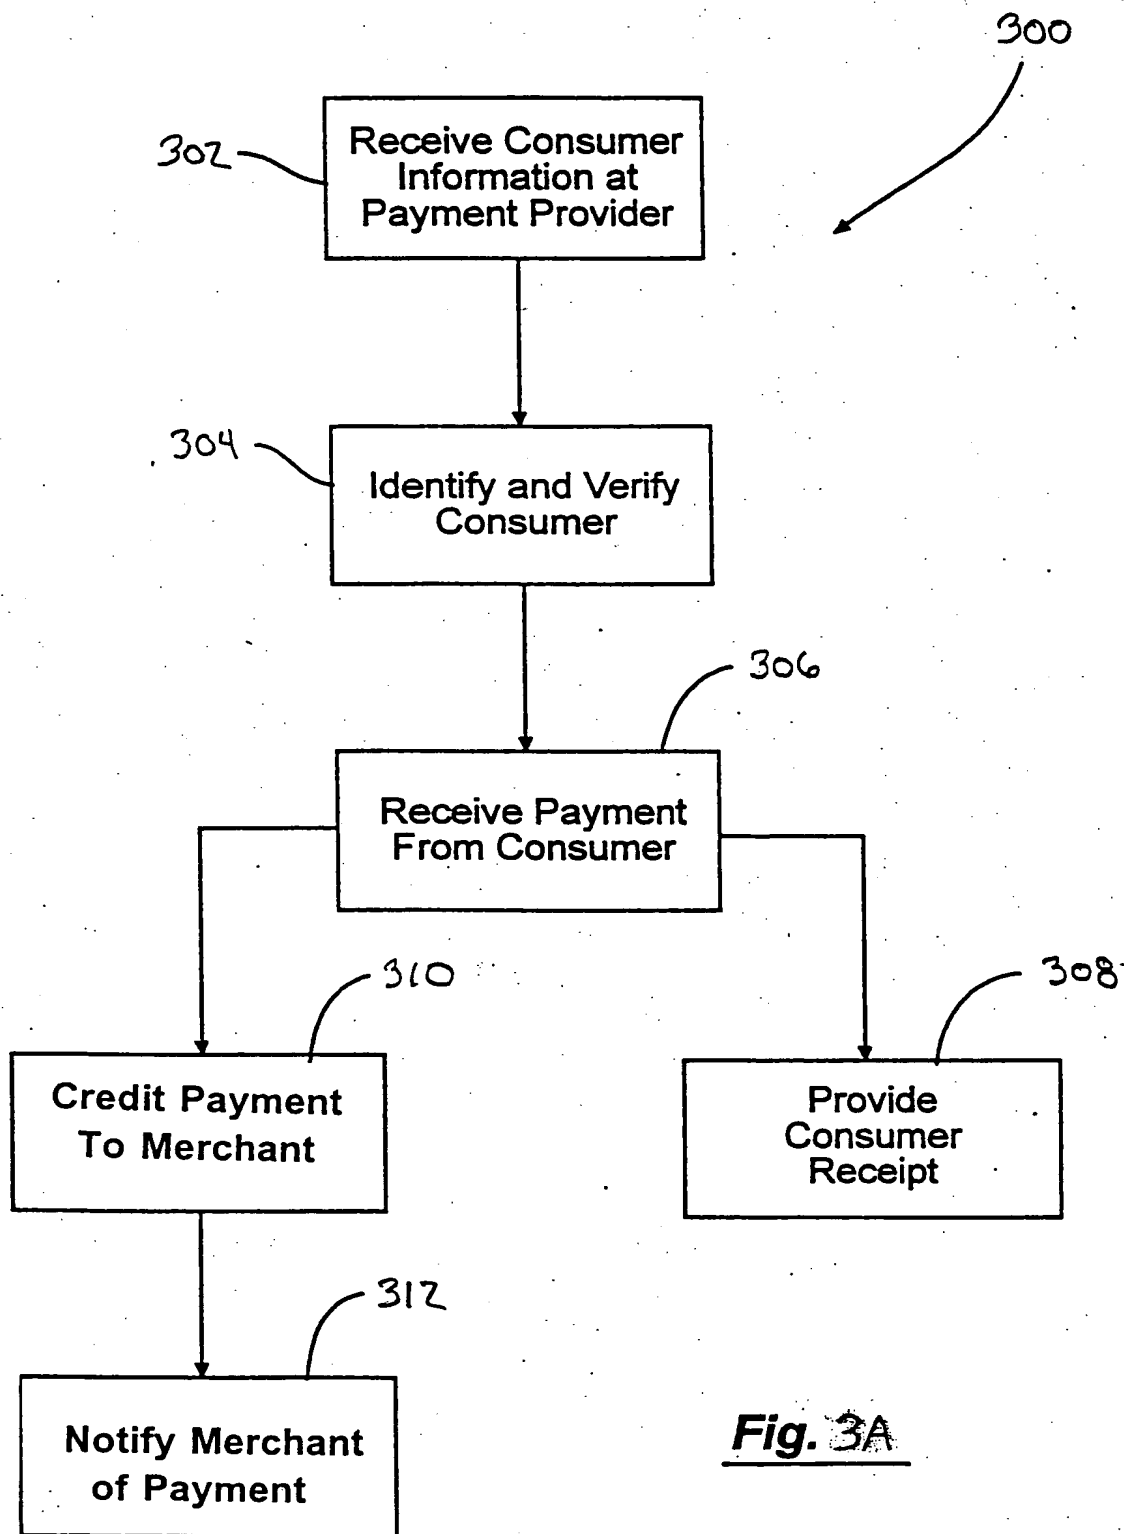 300
302
Receive Consumer
Information at
Payment Provider
304
Identify and Verify
Consumer
306
Receive Payment
From Consumer
310
308
Credit Payment
To Merchant
Provide
Consumer
Receipt
312
Notify Merchant
of Payment
Fig. 3A